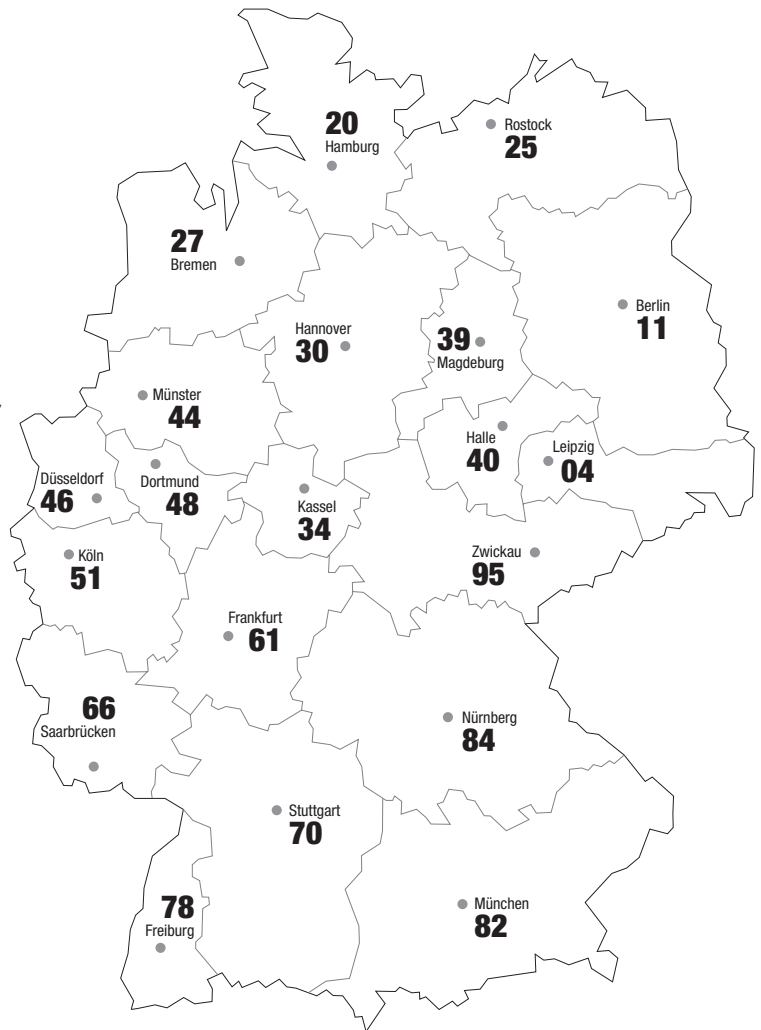 20
Hamburg
Rostock
25
27
Bremen
Berlin
11
Hannover
30
39
Magdeburg
Münster
44
Halle
40
Leipzig
04
Düsseldorf
46
Dortmund
48
Kassel
34
Köln
51
Zwickau
95
Frankfurt
61
66
Saarbrücken
Nürnberg
84
Stuttgart
70
78
Freiburg
München
82